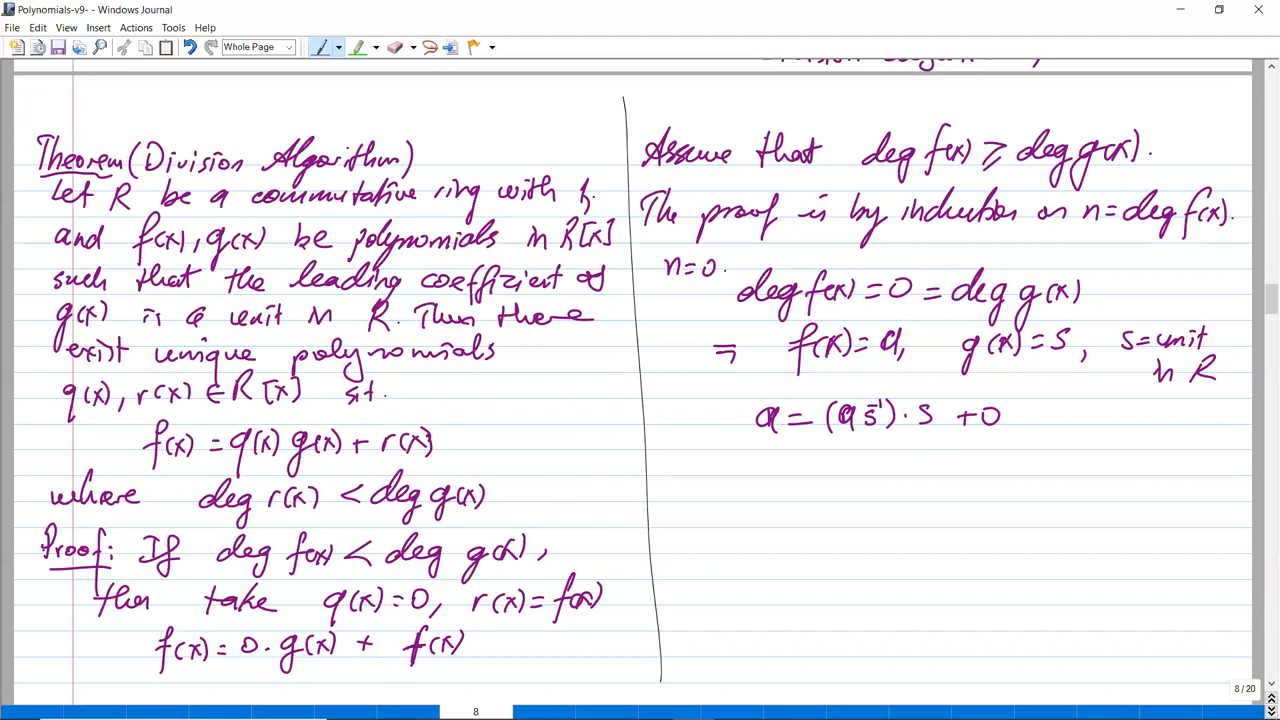 Polynomials-v9- - Windows Journal
File Edit View Insert Actions Tools Help
Whole Page
Theorem (Division Algorithm)
Let R be a commutative ring with 1,
and f(x), g(x) be polynomials in R[x]
such that the leading coefficient of
g(x) is a unit in R. Then there
exist unique polynomials
q(x), r(x) ∈ R[x] s.t.
f(x) = q(x) g(x) + r(x)
where deg r(x) < deg g(x)
Proof: If deg f(x) < deg g(x),
then take q(x) = 0, r(x) = f(x)
f(x) = 0 · g(x) + f(x)
Assume that deg f(x) ≥ deg g(x).
The proof is by induction on n = deg f(x).
n = 0.
deg f(x) = 0 = deg g(x)
⇒ f(x) = a, g(x) = s, s = unit
in R
a = (a s⁻¹) · s + 0
8 / 20
8